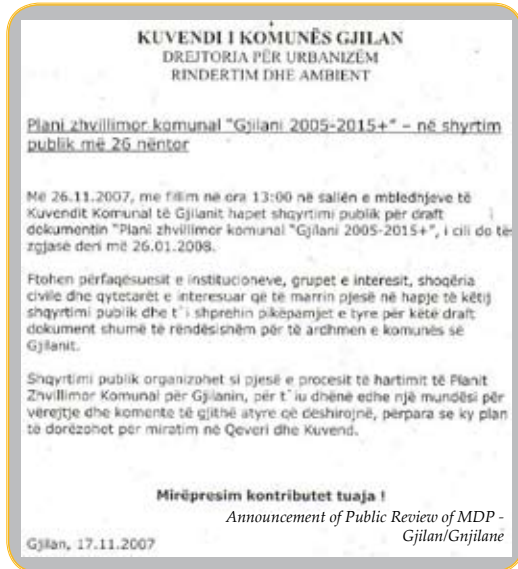 KUVENDI I KOMUNËS GJILAN
DREJTORIA PËR URBANIZËM
RINDERTIM DHE AMBIENT
Plani zhvillimor komunal "Gjilani 2005-2015+" – në shyrtim
publik më 26 nëntor
Më 26.11.2007, me fillim në ora 13:00 në sallën e mbledhjeve të
Kuvendit Komunal të Gjilanit hapet shqyrtimi publik për draft
dokumentin "Plani zhvillimor komunal "Gjilani 2005-2015+", i cili do të
zgjasë deri më 26.01.2008.
Ftohen përfaqësuesit e institucioneve, grupet e interesit, shoqëria
civile dhe qytetarët e interesuar që të marrin pjesë në hapje të këtij
shqyrtimi publik dhe t`i shprehin pikëpamjet e tyre për këtë draft
dokument shumë të rëndësishëm për të ardhmen e komunës së
Gjilanit.
Shqyrtimi publik organizohet si pjesë e procesit të hartimit të Planit
Zhvillimor Komunal për Gjilanin, për t`iu dhënë edhe një mundësi për
vërejtje dhe komente të gjithë atyre që dëshirojnë, përpara se ky plan
të dorëzohet për miratim në Qeveri dhe Kuvend.
Mirëpresim kontributet tuaja !
Announcement of Public Review of MDP -
Gjilan/Gnjilane
Gjilan, 17.11.2007